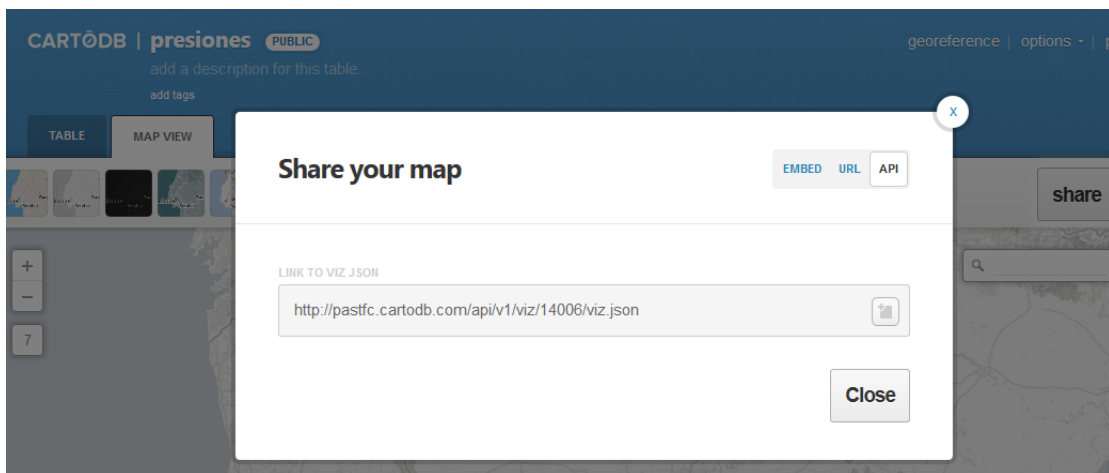 CARTODB | presiones PUBLIC
georeference | options | p
add a description for this table...
add tags
TABLE MAP VIEW
X
Share your map
EMBED URL API
share
+
−
7
LINK TO VIZ JSON
http://pastfc.cartodb.com/api/v1/viz/14006/viz.json
Close